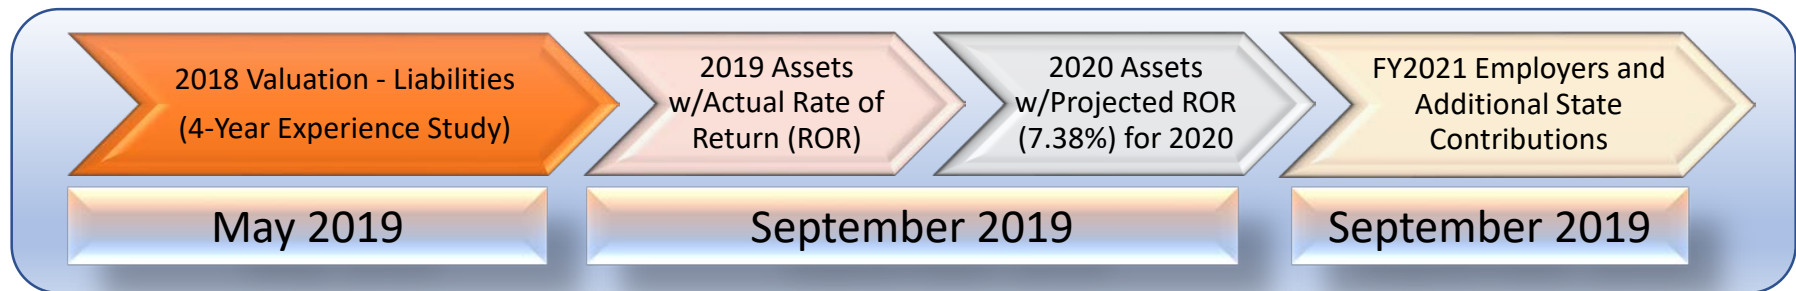 2018 Valuation - Liabilities
(4-Year Experience Study)
2019 Assets
w/Actual Rate of
Return (ROR)
2020 Assets
w/Projected ROR
(7.38%) for 2020
FY2021 Employers and
Additional State
Contributions
May 2019
September 2019
September 2019